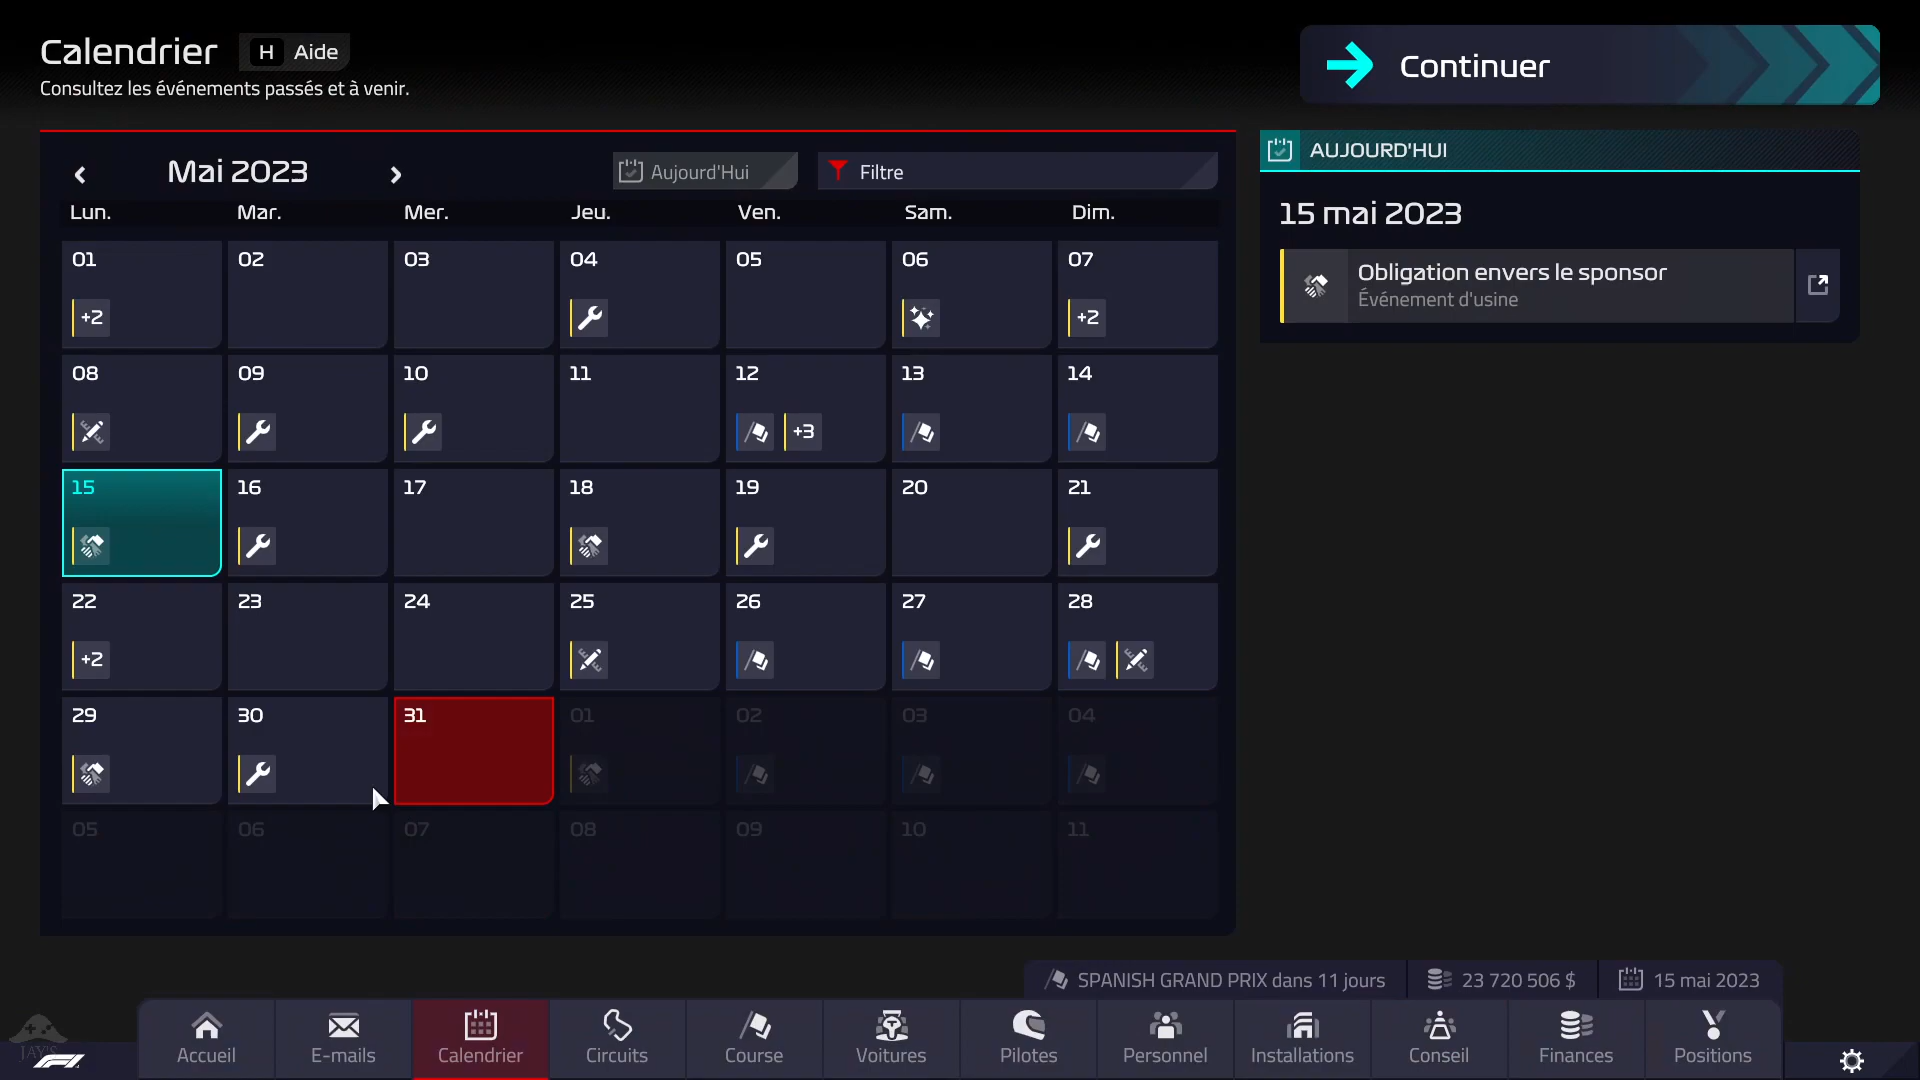 Calendrier
H Aide
Consultez les événements passés et à venir.
Continuer
Mai 2023
Aujourd'Hui
Filtre
Lun. Mar. Mer. Jeu. Ven. Sam. Dim.
01 02 03 04 05 06 07
+2 +2
08 09 10 11 12 13 14
+3
15 16 17 18 19 20 21
22 23 24 25 26 27 28
+2
29 30 31 01 02 03 04
05 06 07 08 09 10 11
AUJOURD'HUI
15 mai 2023
Obligation envers le sponsor
Événement d'usine
SPANISH GRAND PRIX dans 11 jours
23 720 506 $
15 mai 2023
JAY'S
Accueil E-mails Calendrier Circuits Course Voitures Pilotes Personnel Installations Conseil Finances Positions